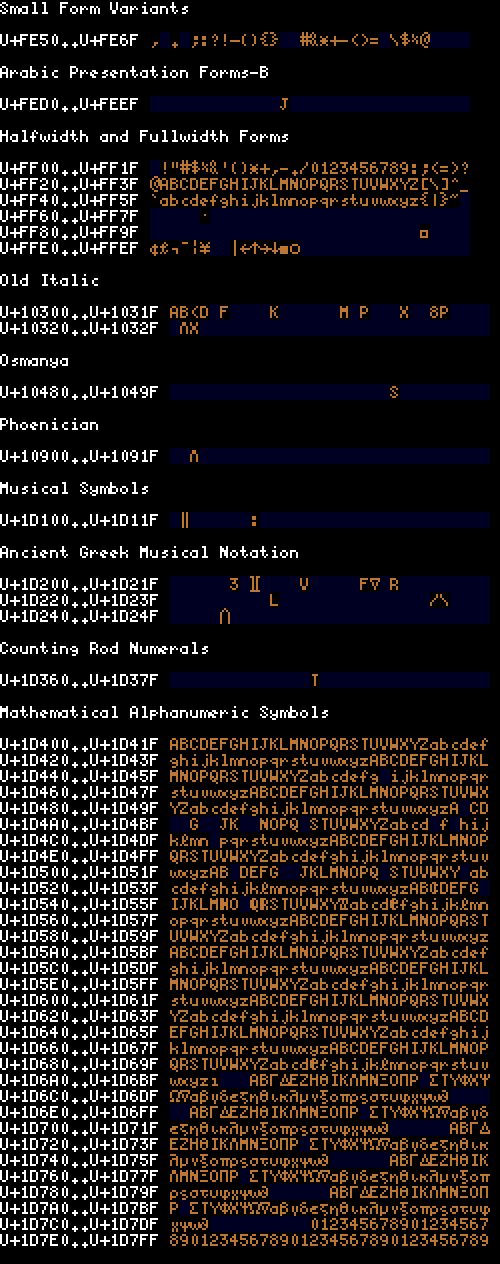 Small Form Variants
U+FE50..U+FE6F , . ;:?!-(){} #&*+-<>= \$%@
Arabic Presentation Forms-B
U+FED0..U+FEEF J
Halfwidth and Fullwidth Forms
U+FF00..U+FF1F !"#$%&'()*+,-./0123456789:;<=>?
U+FF20..U+FF3F @ABCDEFGHIJKLMNOPQRSTUVWXYZ[\]^_
U+FF40..U+FF5F `abcdefghijklmnopqrstuvwxyz{|}~
U+FF60..U+FF7F ·
U+FF80..U+FF9F ▫
U+FFE0..U+FFEF ¢£¬¯¦¥ |←↑→↓■○
Old Italic
U+10300..U+1031F AB<D F K M P X 8P
U+10320..U+1032F ΛX
Osmanya
U+10480..U+1049F S
Phoenician
U+10900..U+1091F Λ
Musical Symbols
U+1D100..U+1D11F ‖ :
Ancient Greek Musical Notation
U+1D200..U+1D21F 3 ][ V F∇ R
U+1D220..U+1D23F L /\
U+1D240..U+1D24F ⋂
Counting Rod Numerals
U+1D360..U+1D37F T
Mathematical Alphanumeric Symbols
U+1D400..U+1D41F ABCDEFGHIJKLMNOPQRSTUVWXYZabcdef
U+1D420..U+1D43F ghijklmnopqrstuvwxyzABCDEFGHIJKL
U+1D440..U+1D45F MNOPQRSTUVWXYZabcdefg ijklmnopqr
U+1D460..U+1D47F stuvwxyzABCDEFGHIJKLMNOPQRSTUVWX
U+1D480..U+1D49F YZabcdefghijklmnopqrstuvwxyzA CD
U+1D4A0..U+1D4BF G JK NOPQ STUVWXYZabcd f hij
U+1D4C0..U+1D4DF kℓmn pqrstuvwxyzABCDEFGHIJKLMNOP
U+1D4E0..U+1D4FF QRSTUVWXYZabcdefghijklmnopqrstuv
U+1D500..U+1D51F wxyzAB DEFG JKLMNOPQ STUVWXY ab
U+1D520..U+1D53F cdefghijkℓmnopqrstuvwxyzAB DEFG
U+1D540..U+1D55F IJKLM O STUVWXY abcdefghijkℓmn
U+1D560..U+1D57F opqrstuvwxyzABCDEFGHIJKLMNOPQRST
U+1D580..U+1D59F UVWXYZabcdefghijklmnopqrstuvwxyz
U+1D5A0..U+1D5BF ABCDEFGHIJKLMNOPQRSTUVWXYZabcdef
U+1D5C0..U+1D5DF ghijklmnopqrstuvwxyzABCDEFGHIJKL
U+1D5E0..U+1D5FF MNOPQRSTUVWXYZabcdefghijklmnopqr
U+1D600..U+1D61F stuvwxyzABCDEFGHIJKLMNOPQRSTUVWX
U+1D620..U+1D63F YZabcdefghijklmnopqrstuvwxyzABCD
U+1D640..U+1D65F EFGHIJKLMNOPQRSTUVWXYZabcdefghij
U+1D660..U+1D67F klmnopqrstuvwxyzABCDEFGHIJKLMNOP
U+1D680..U+1D69F QRSTUVWXYZabcdefghijklmnopqrstuv
U+1D6A0..U+1D6BF wxyzı ΑΒΓΔΕΖΗΘΙΚΛΜΝΞΟΠΡ ΣΤΥΦΧΨ
U+1D6C0..U+1D6DF Ω∇αβγδεζηθικλμνξοπρςστυφχψω∂
U+1D6E0..U+1D6FF ΑΒΓΔΕΖΗΘΙΚΛΜΝΞΟΠΡ ΣΤΥΦΧΨΩ∇αβγδ
U+1D700..U+1D71F εζηθικλμνξοπρςστυφχψω∂ ΑΒΓΔ
U+1D720..U+1D73F ΕΖΗΘΙΚΛΜΝΞΟΠΡ ΣΤΥΦΧΨΩ∇αβγδεζηθικ
U+1D740..U+1D75F λμνξοπρςστυφχψω∂ ΑΒΓΔΕΖΗΘΙΚ
U+1D760..U+1D77F ΛΜΝΞΟΠΡ ΣΤΥΦΧΨΩ∇αβγδεζηθικλμνξοπ
U+1D780..U+1D79F ρςστυφχψω∂ ΑΒΓΔΕΖΗΘΙΚΛΜΝΞΟΠ
U+1D7A0..U+1D7BF Ρ ΣΤΥΦΧΨΩ∇αβγδεζηθικλμνξοπρςστυφ
U+1D7C0..U+1D7DF χψω∂ 01234567890123456 7
U+1D7E0..U+1D7FF 89012345678901234567890123456789